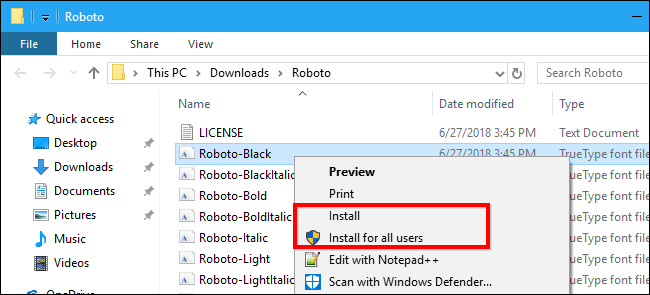 Roboto
File Home Share View
This PC Downloads Roboto Search Roboto
Name Date modified Type
Quick access
LICENSE 6/27/2018 3:45 PM Text Document
Desktop Roboto-Black 6/27/2018 3:45 PM TrueType font file
Downloads Roboto-BlackItalic Preview TrueType font file
Print
Documents Roboto-Bold TrueType font file
Install
Pictures Roboto-BoldItalic TrueType font file
Music Roboto-Italic Install for all users TrueType font file
Videos Roboto-Light Edit with Notepad++ TrueType font file
Roboto-LightItalic Scan with Windows Defender... TrueType font file
OneDrive